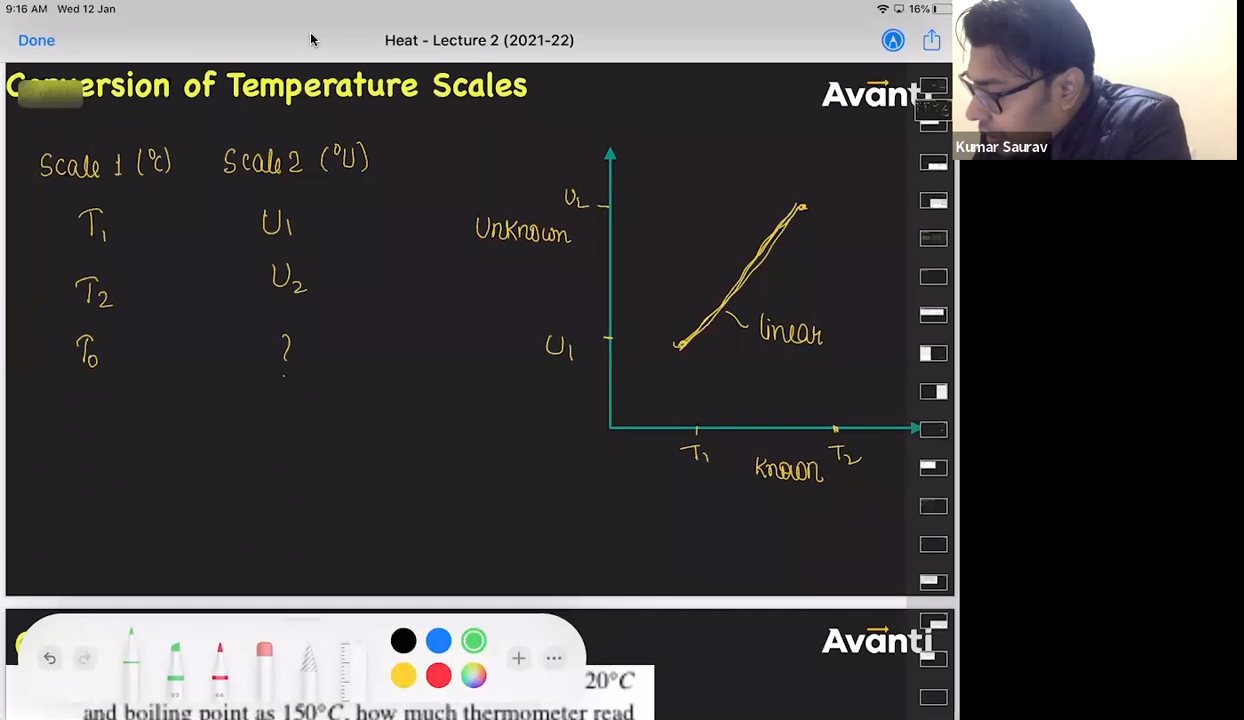 9:16 AM Wed 12 Jan
16%
Done
Heat - Lecture 2 (2021-22)
ersion of Temperature Scales
Avanti
Kumar Saurav
Scale 1 (°C) Scale 2 (°U)
T1 U1
T2 U2
T0 ?
U2
Unknown
U1
linear
T1 T2
Known
Avanti
20°C
and boiling point as 150°C, how much thermometer read